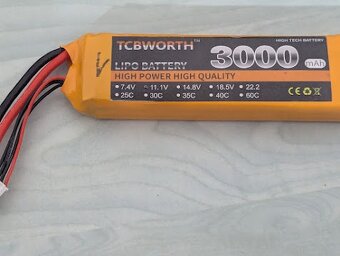 HIGH TECH BATTERY
TCBWORTH™
LIPO BATTERY 3000 mAh
HIGH POWER HIGH QUALITY
7.4V 11.1V 14.8V 18.5V 22.2
25C 30C 35C 40C 60C